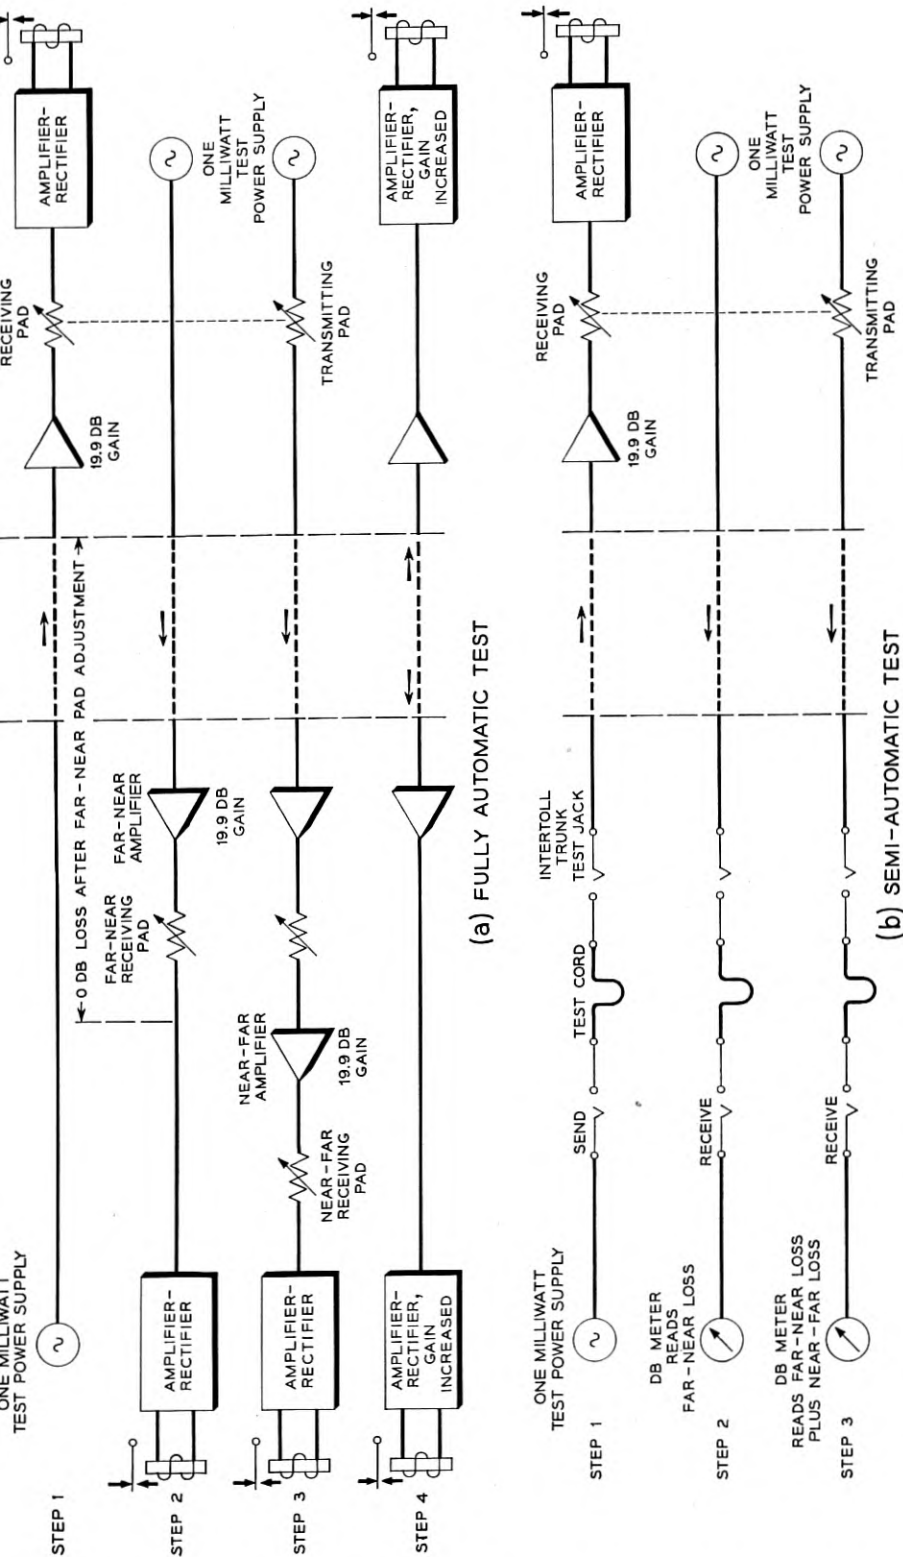 ONE MILLIWATT
TEST POWER SUPPLY
STEP 1
19.9 DB
GAIN
RECEIVING
PAD
AMPLIFIER-
RECTIFIER
0 DB LOSS AFTER FAR-NEAR PAD ADJUSTMENT
STEP 2
AMPLIFIER-
RECTIFIER
FAR-NEAR
RECEIVING
PAD
FAR-NEAR
AMPLIFIER
19.9 DB
GAIN
ONE
MILLIWATT
TEST
POWER SUPPLY
STEP 3
AMPLIFIER-
RECTIFIER
NEAR-FAR
RECEIVING
PAD
NEAR-FAR
AMPLIFIER
19.9 DB
GAIN
TRANSMITTING
PAD
STEP 4
AMPLIFIER-
RECTIFIER,
GAIN
INCREASED
AMPLIFIER-
RECTIFIER,
GAIN
INCREASED
(a) FULLY AUTOMATIC TEST
ONE MILLIWATT
TEST POWER SUPPLY
STEP 1
SEND
TEST CORD
INTERTOLL
TRUNK
TEST JACK
19.9 DB
GAIN
RECEIVING
PAD
AMPLIFIER-
RECTIFIER
DB METER
READS
FAR-NEAR LOSS
STEP 2
RECEIVE
ONE
MILLIWATT
TEST
POWER SUPPLY
DB METER
READS FAR-NEAR LOSS
PLUS NEAR-FAR LOSS
STEP 3
RECEIVE
TRANSMITTING
PAD
(b) SEMI-AUTOMATIC TEST